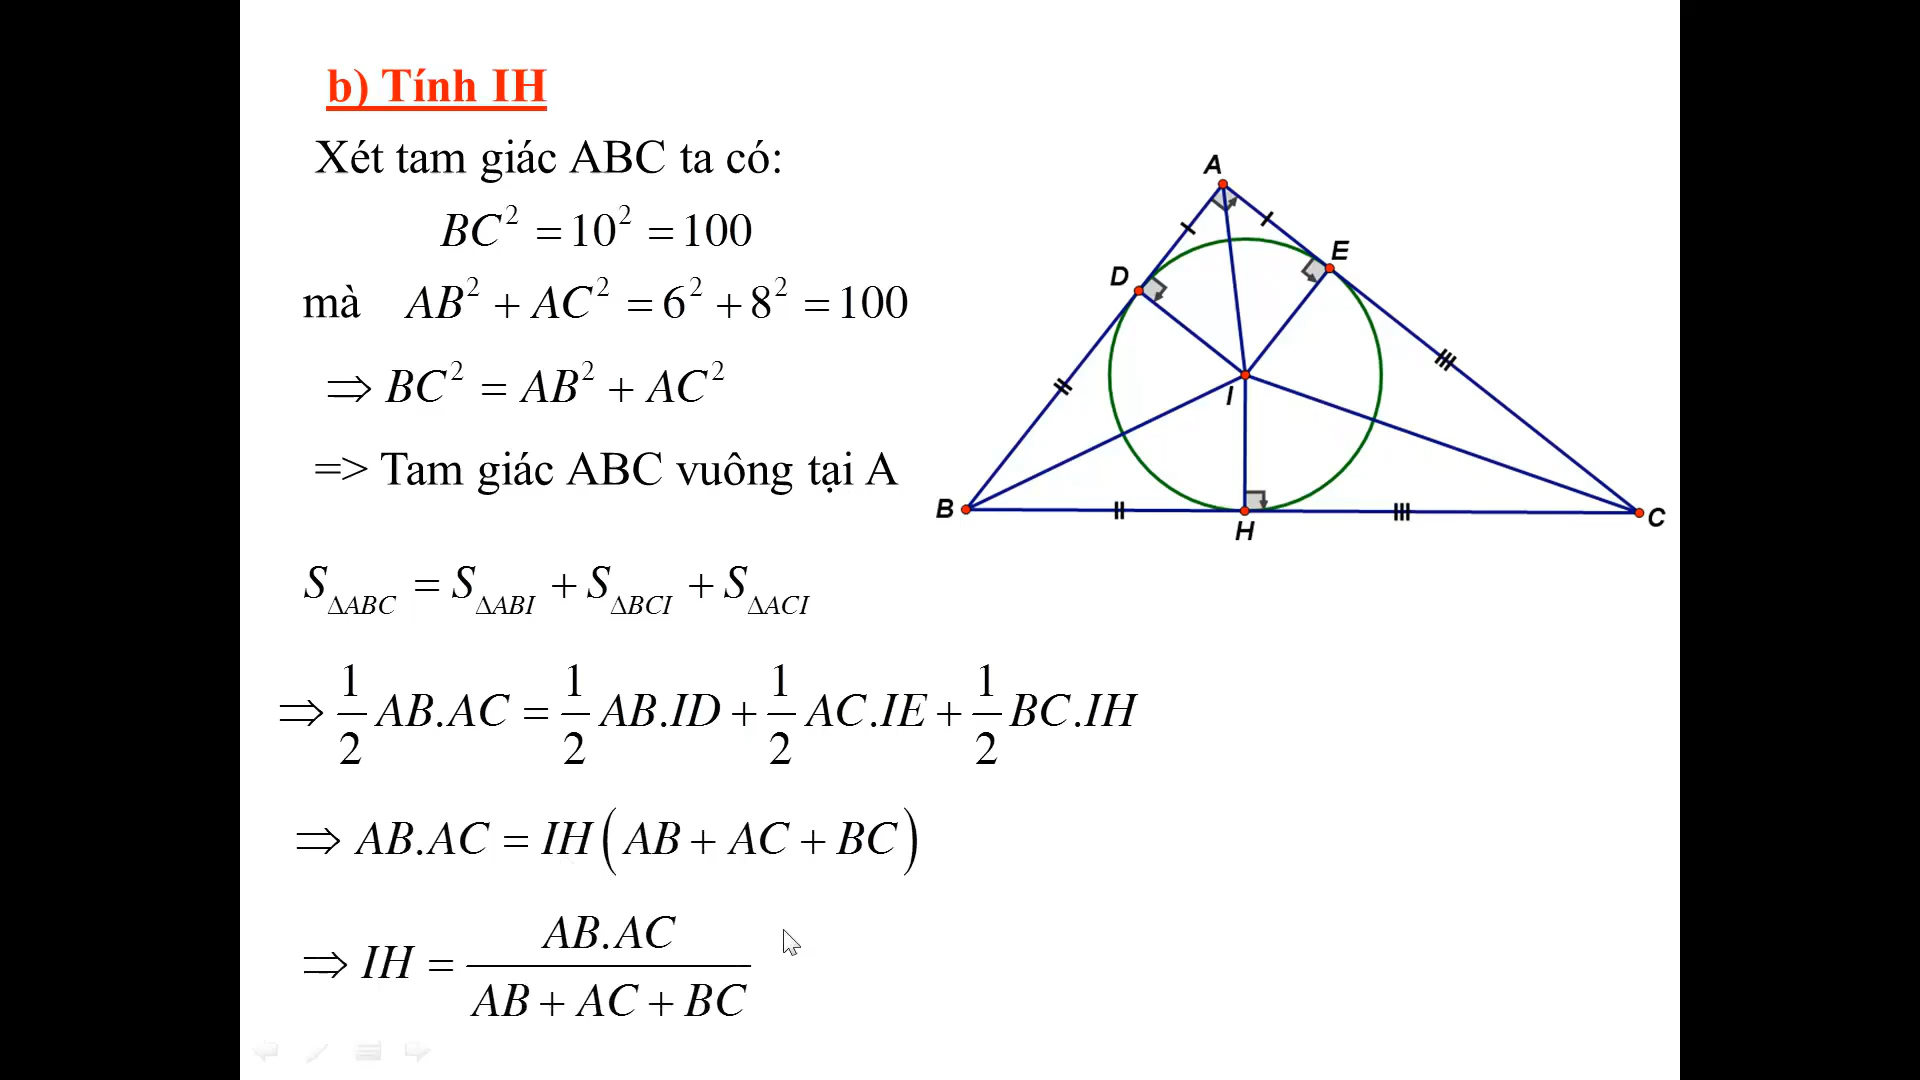 b) Tính IH
Xét tam giác ABC ta có:
BC² = 10² = 100
mà AB² + AC² = 6² + 8² = 100
⇒ BC² = AB² + AC²
=> Tam giác ABC vuông tại A
S_ΔABC = S_ΔABI + S_ΔBCI + S_ΔACI
⇒ 1/2 AB.AC = 1/2 AB.ID + 1/2 AC.IE + 1/2 BC.IH
⇒ AB.AC = IH(AB + AC + BC)
⇒ IH = AB.AC / (AB + AC + BC)
A
E
D
I
B
H
C